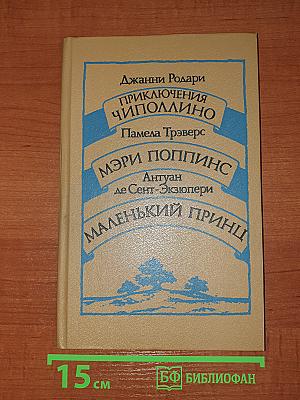 Джанни Родари
ПРИКЛЮЧЕНИЯ
ЧИПОЛЛИНО
Памела Трэверс
МЭРИ ПОППИНС
Антуан
де Сент-Экзюпери
МАЛЕНЬКИЙ ПРИНЦ
15 см
БФ БИБЛИОФАН